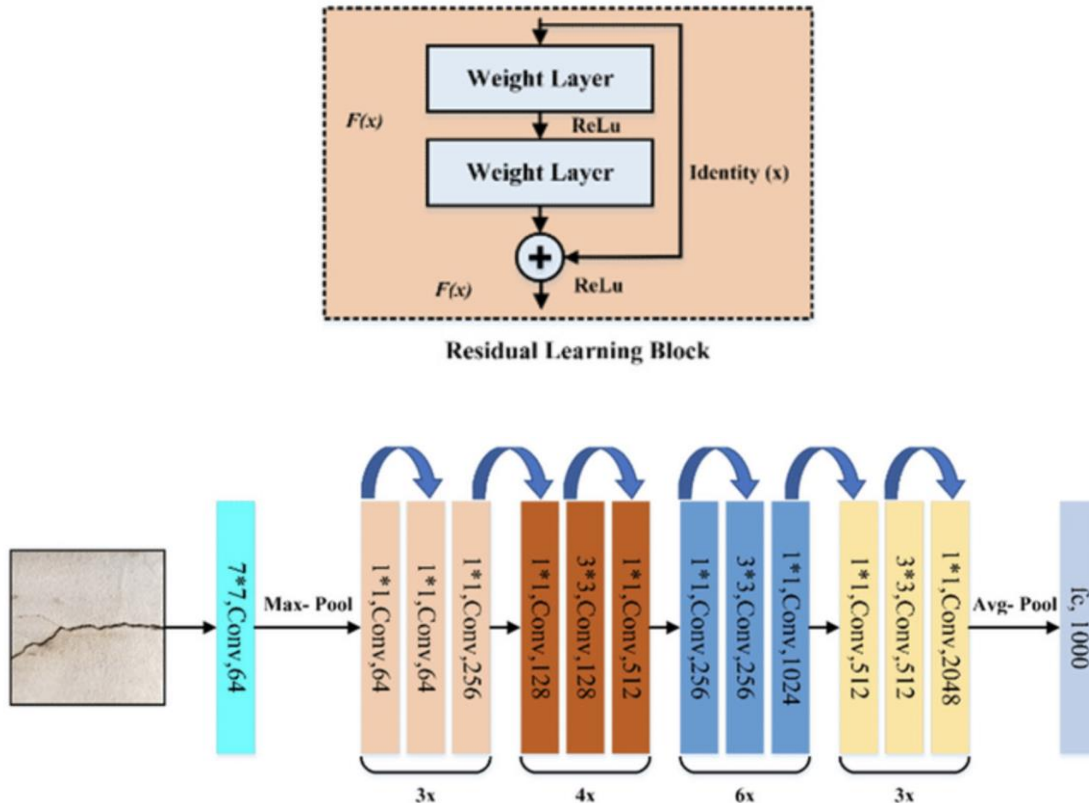 Weight Layer
F(x)
ReLu
Weight Layer
Identity (x)
+
F(x)
ReLu
Residual Learning Block
7*7,Conv,64
Max- Pool
1*1,Conv,64
1*1,Conv,64
1*1,Conv,256
1*1,Conv,128
3*3,Conv,128
1*1,Conv,512
1*1,Conv,256
3*3,Conv,256
1*1,Conv,1024
1*1,Conv,512
3*3,Conv,512
1*1,Conv,2048
Avg- Pool
fc, 1000
3x
4x
6x
3x